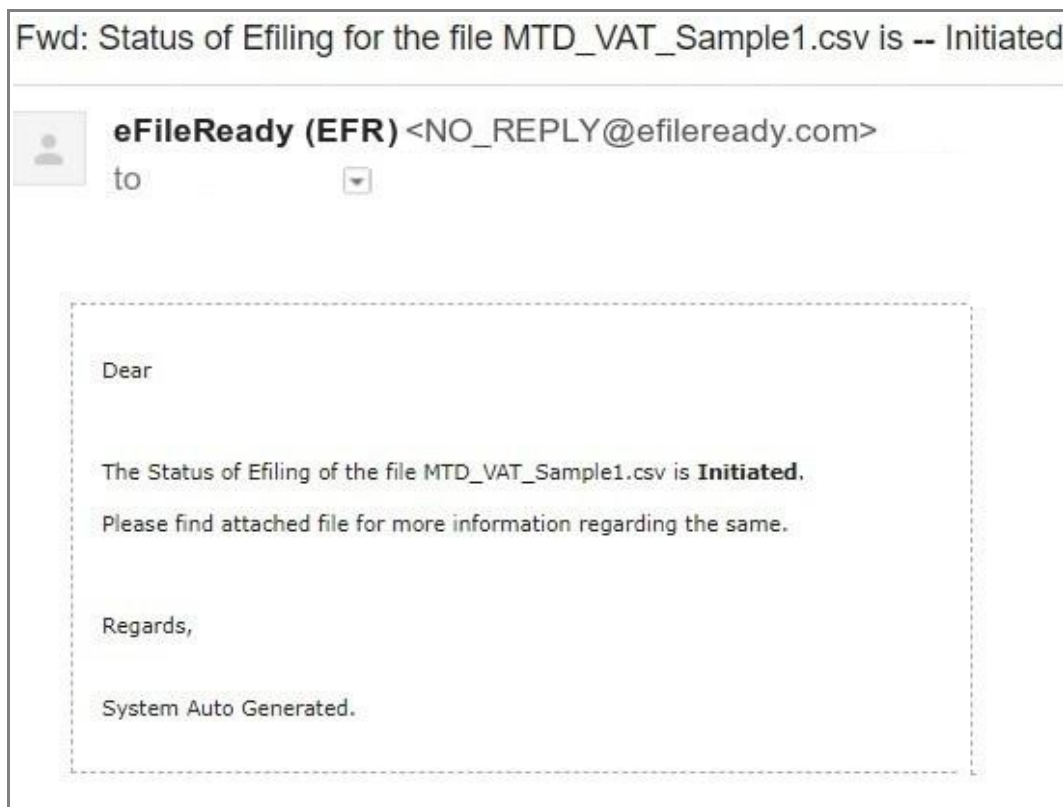 Fwd: Status of Efiling for the file MTD_VAT_Sample1.csv is -- Initiated
eFileReady (EFR) <NO_REPLY@efileready.com>
to
Dear
The Status of Efiling of the file MTD_VAT_Sample1.csv is Initiated.
Please find attached file for more information regarding the same.
Regards,
System Auto Generated.